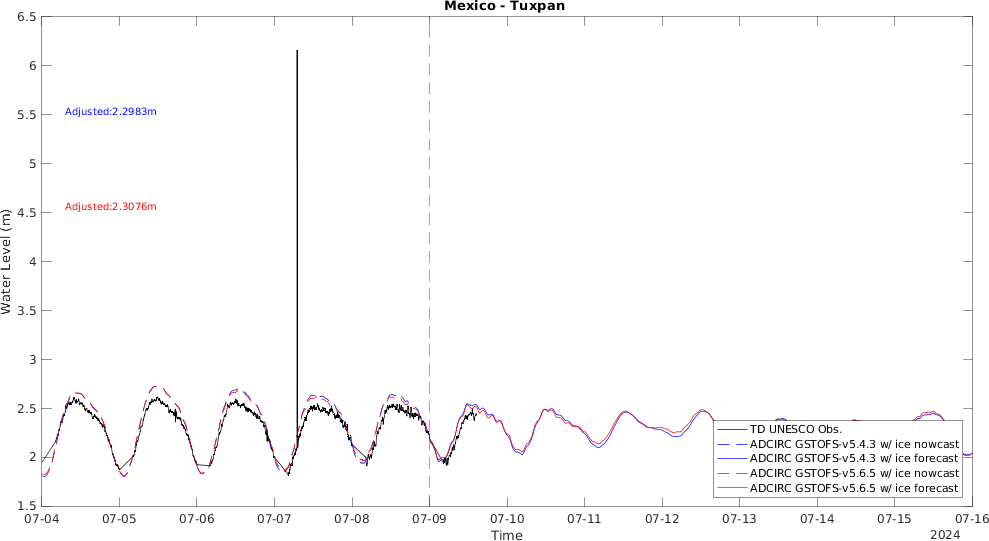 Mexico - Tuxpan
6.5
6
5.5
5
4.5
4
3.5
3
2.5
2
1.5
Water Level (m)
Adjusted:2.2983m
Adjusted:2.3076m
TD UNESCO Obs.
ADCIRC GSTOFS-v5.4.3 w/ ice nowcast
ADCIRC GSTOFS-v5.4.3 w/ ice forecast
ADCIRC GSTOFS-v5.6.5 w/ ice nowcast
ADCIRC GSTOFS-v5.6.5 w/ ice forecast
07-04 07-05 07-06 07-07 07-08 07-09 07-10 07-11 07-12 07-13 07-14 07-15 07-16
Time
2024